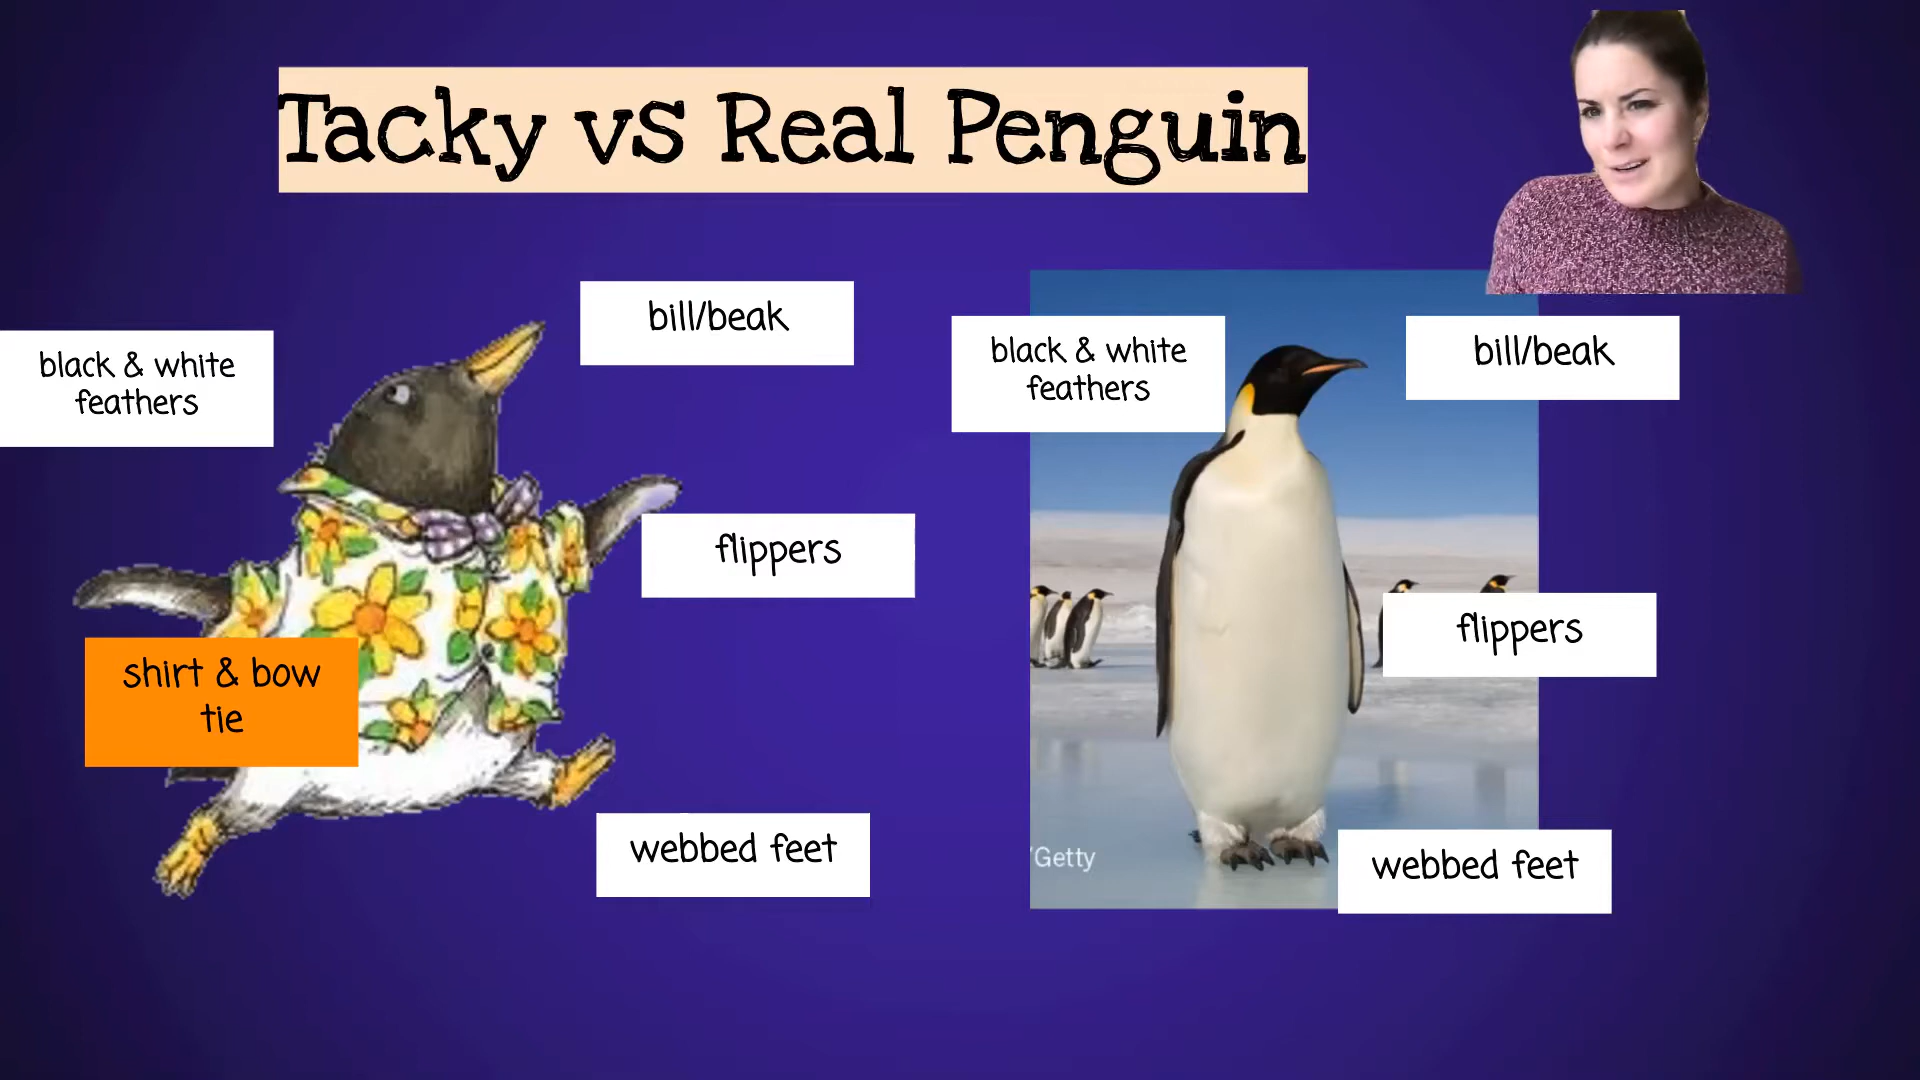 Tacky vs Real Penguin
bill/beak
black & white
feathers
flippers
shirt & bow
tie
webbed feet
black & white
feathers
bill/beak
flippers
webbed feet
/Getty